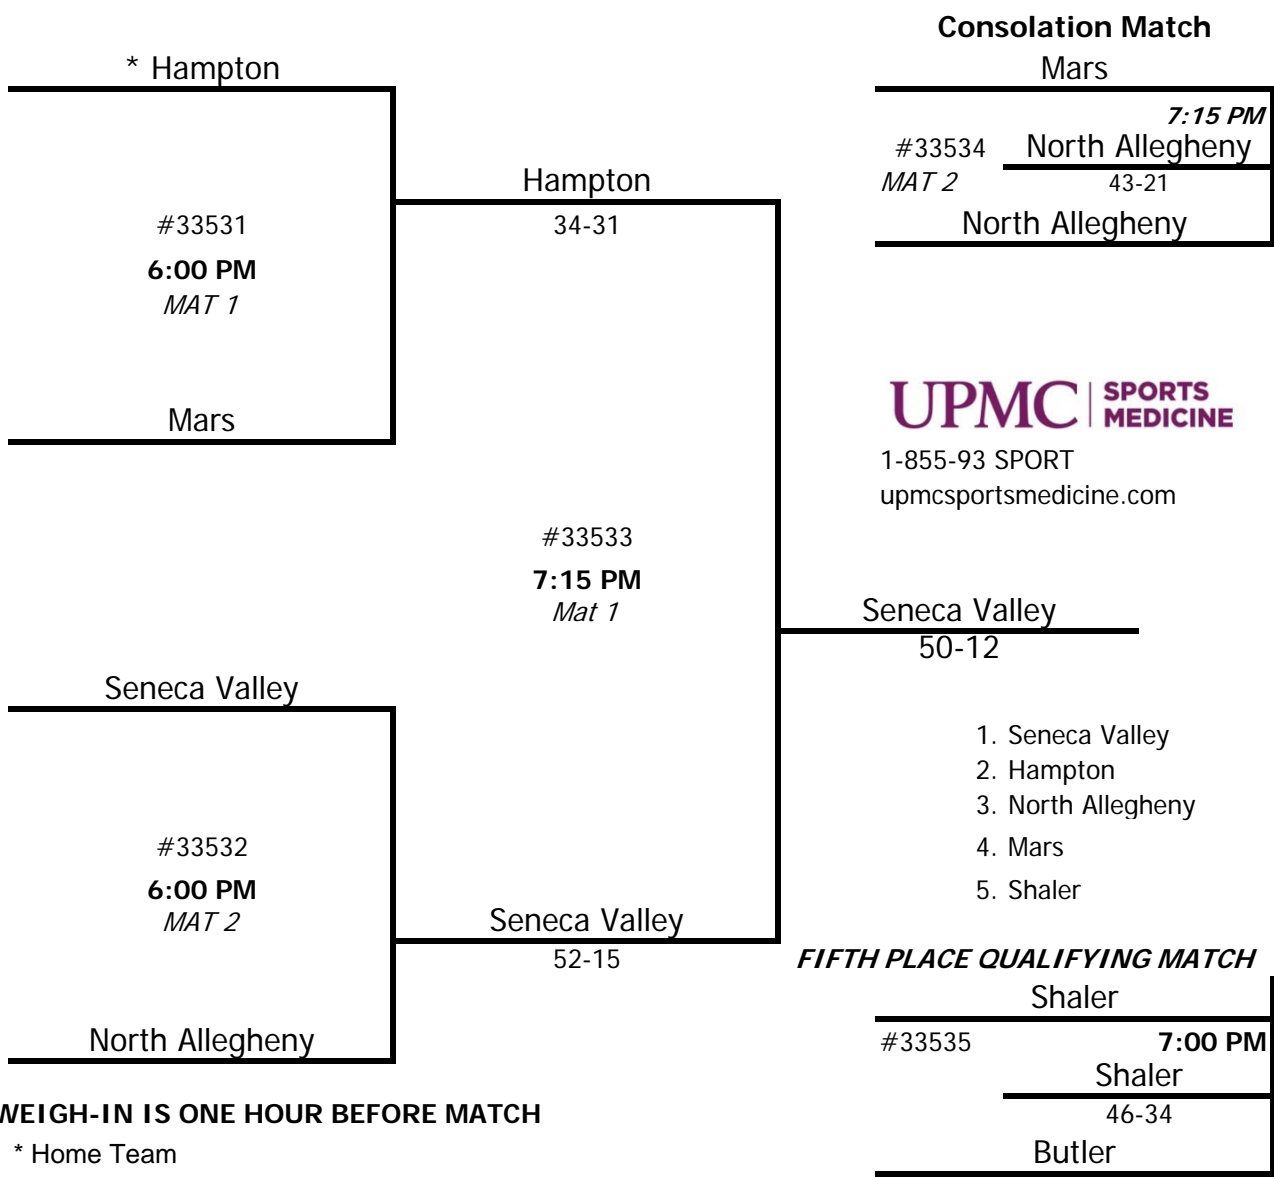 Consolation Match
* Hampton
Mars
7:15 PM
#33534 North Allegheny
MAT 2 43-21
North Allegheny
Hampton
34-31
#33531
6:00 PM
MAT 1
Mars
UPMC | SPORTS MEDICINE
1-855-93 SPORT
upmcsportsmedicine.com
#33533
7:15 PM
Mat 1
Seneca Valley
50-12
Seneca Valley
1. Seneca Valley
2. Hampton
3. North Allegheny
4. Mars
5. Shaler
#33532
6:00 PM
MAT 2
Seneca Valley
52-15
North Allegheny
FIFTH PLACE QUALIFYING MATCH
Shaler
#33535 7:00 PM
Shaler
46-34
Butler
WEIGH-IN IS ONE HOUR BEFORE MATCH
* Home Team